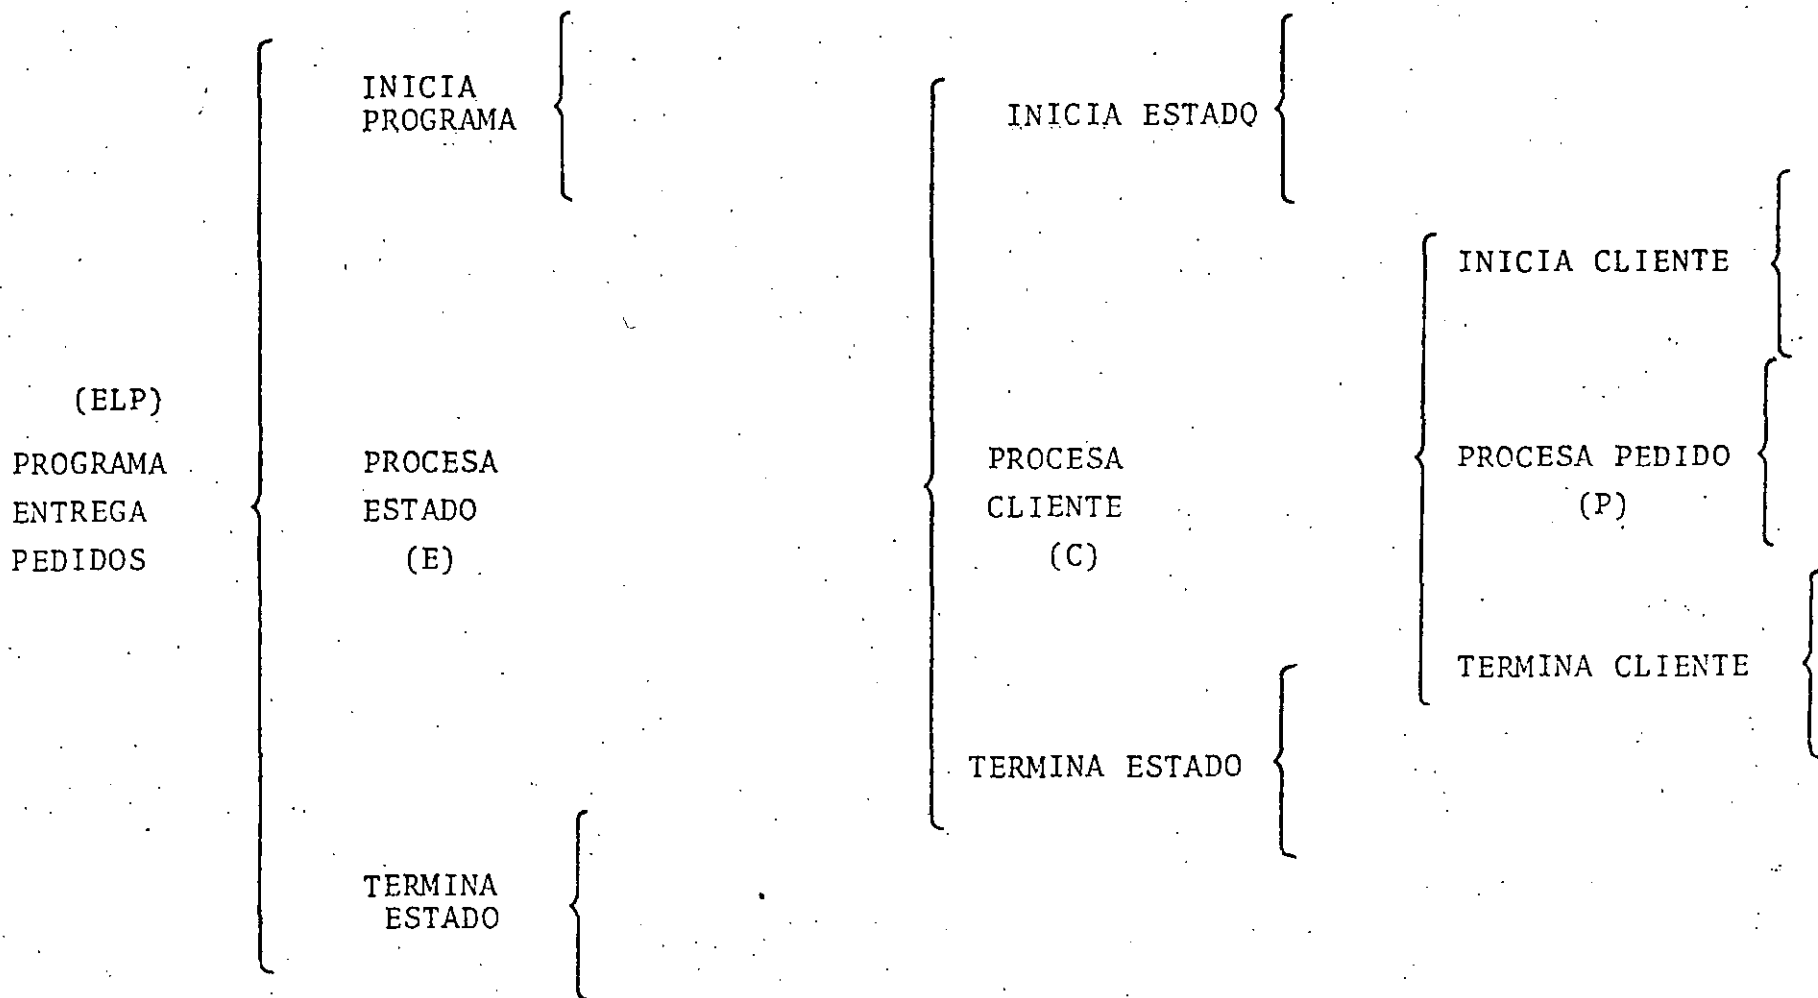 (ELP)
PROGRAMA
ENTREGA
PEDIDOS
INICIA
PROGRAMA
PROCESA
ESTADO
(E)
TERMINA
ESTADO
INICIA ESTADO
PROCESA
CLIENTE
(C)
TERMINA ESTADO
INICIA CLIENTE
PROCESA PEDIDO
(P)
TERMINA CLIENTE